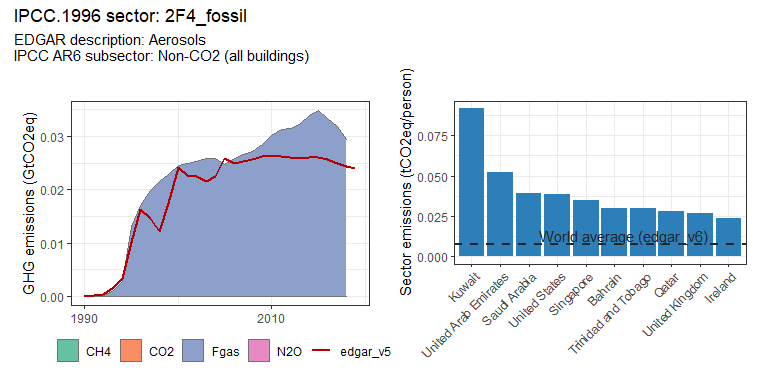 IPCC.1996 sector: 2F4_fossil
EDGAR description: Aerosols
IPCC AR6 subsector: Non-CO2 (all buildings)
GHG emissions (GtCO2eq)
0.03
0.02
0.01
0.00
1990
2010
CH4
CO2
Fgas
N2O
edgar_v5
Sector emissions (tCO2eq/person)
0.075
0.050
0.025
0.000
World average (edgar_v6)
Kuwait
United Arab Emirates
Saudi Arabia
United States
Singapore
Bahrain
Trinidad and Tobago
Qatar
United Kingdom
Ireland